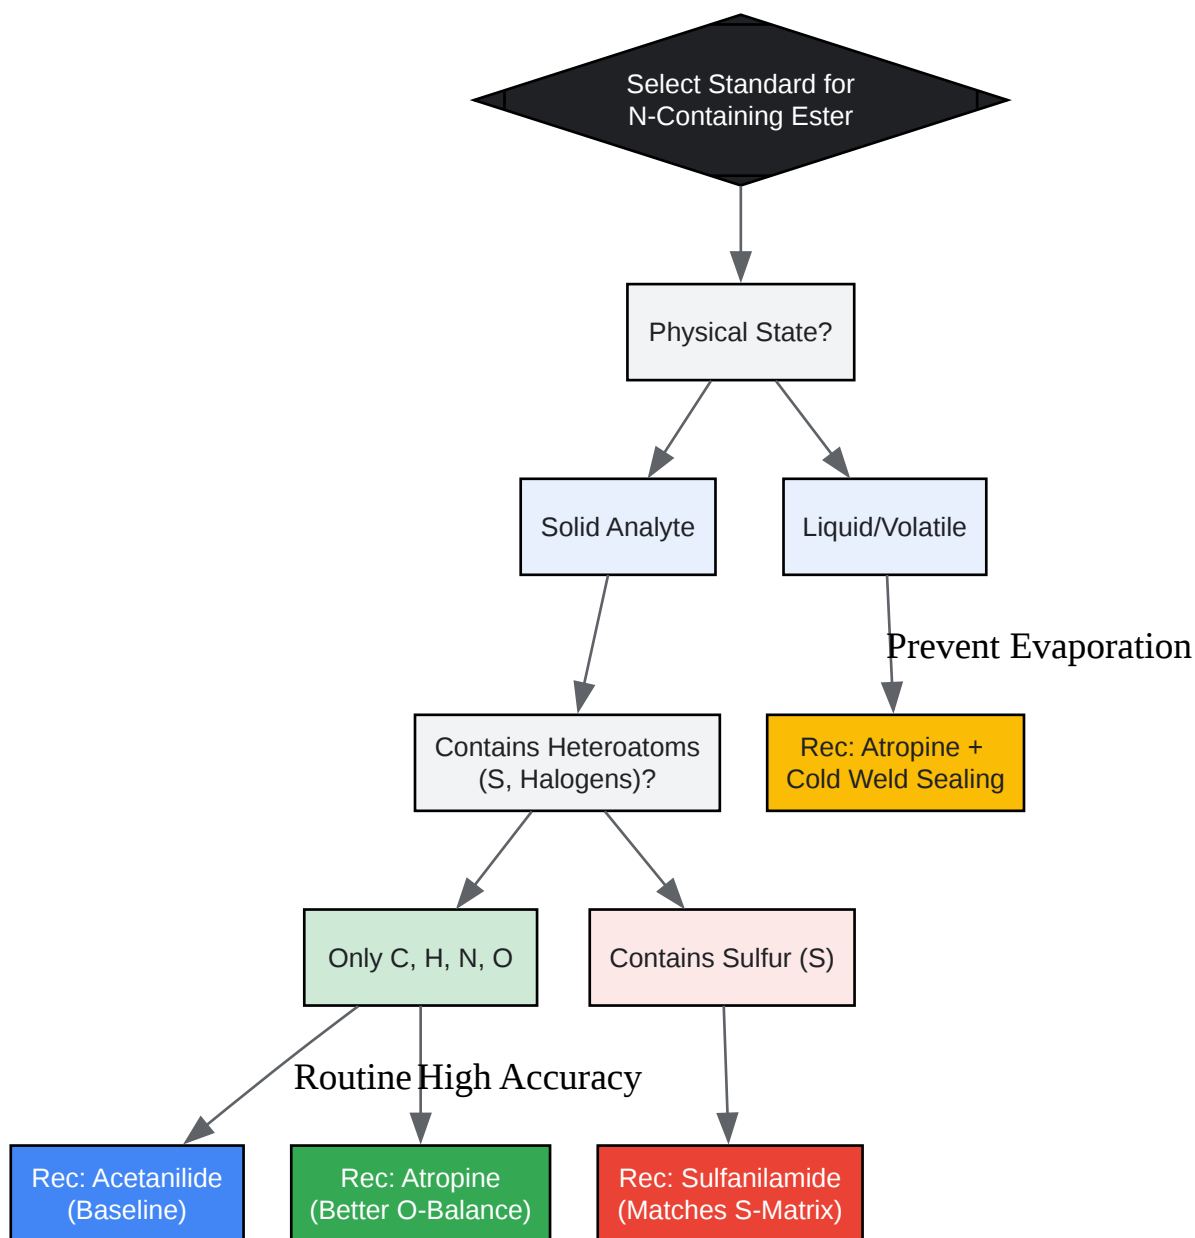 Select Standard for
N-Containing Ester
Physical State?
Solid Analyte
Liquid/Volatile
Prevent Evaporation
Contains Heteroatoms
(S, Halogens)?
Rec: Atropine +
Cold Weld Sealing
Only C, H, N, O
Contains Sulfur (S)
Routine
High Accuracy
Rec: Acetanilide
(Baseline)
Rec: Atropine
(Better O-Balance)
Rec: Sulfanilamide
(Matches S-Matrix)